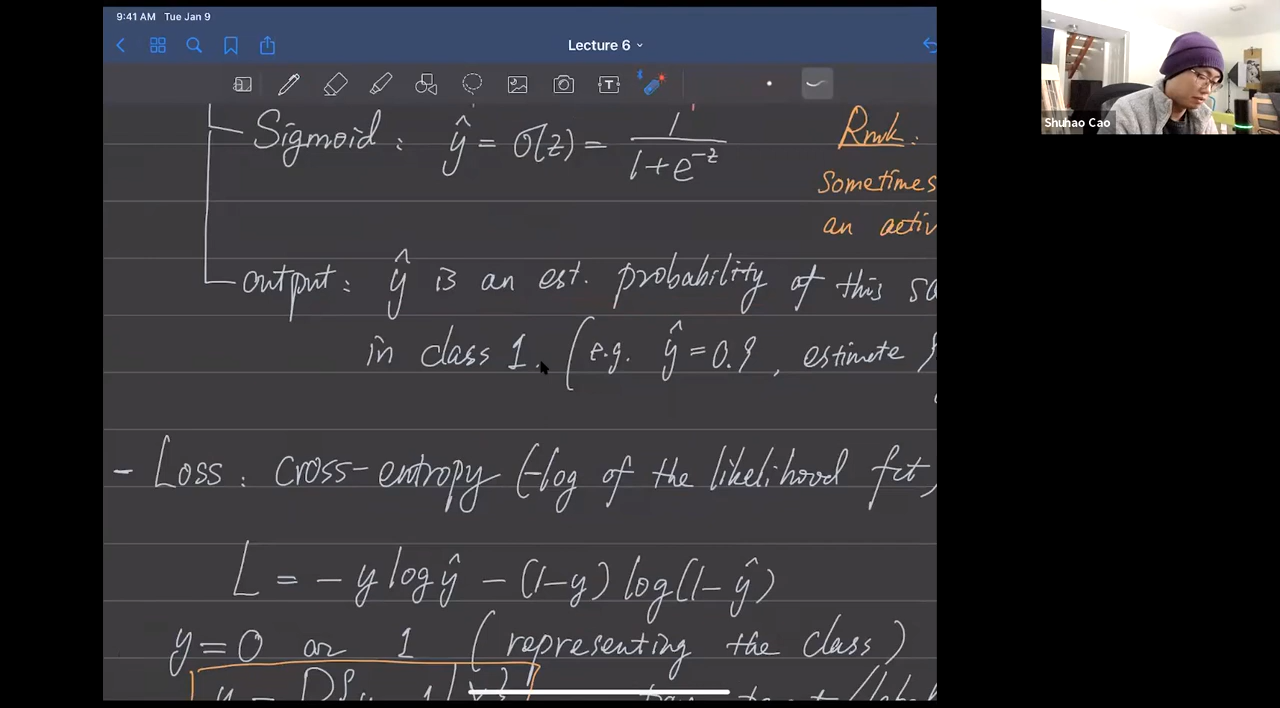 9:41 AM Tue Jan 9
Lecture 6
Shuhao Cao
Sigmoid: ŷ = σ(z) = 1 / (1 + e^{-z})
Rmk:
sometimes
an activ
output: ŷ is an est. probability of this sa
in class 1. (e.g. ŷ = 0.9, estimate
- Loss: cross-entropy (-log of the likelihood fct)
L = - y log ŷ - (1-y) log(1- ŷ)
y = 0 or 1 (representing the class)